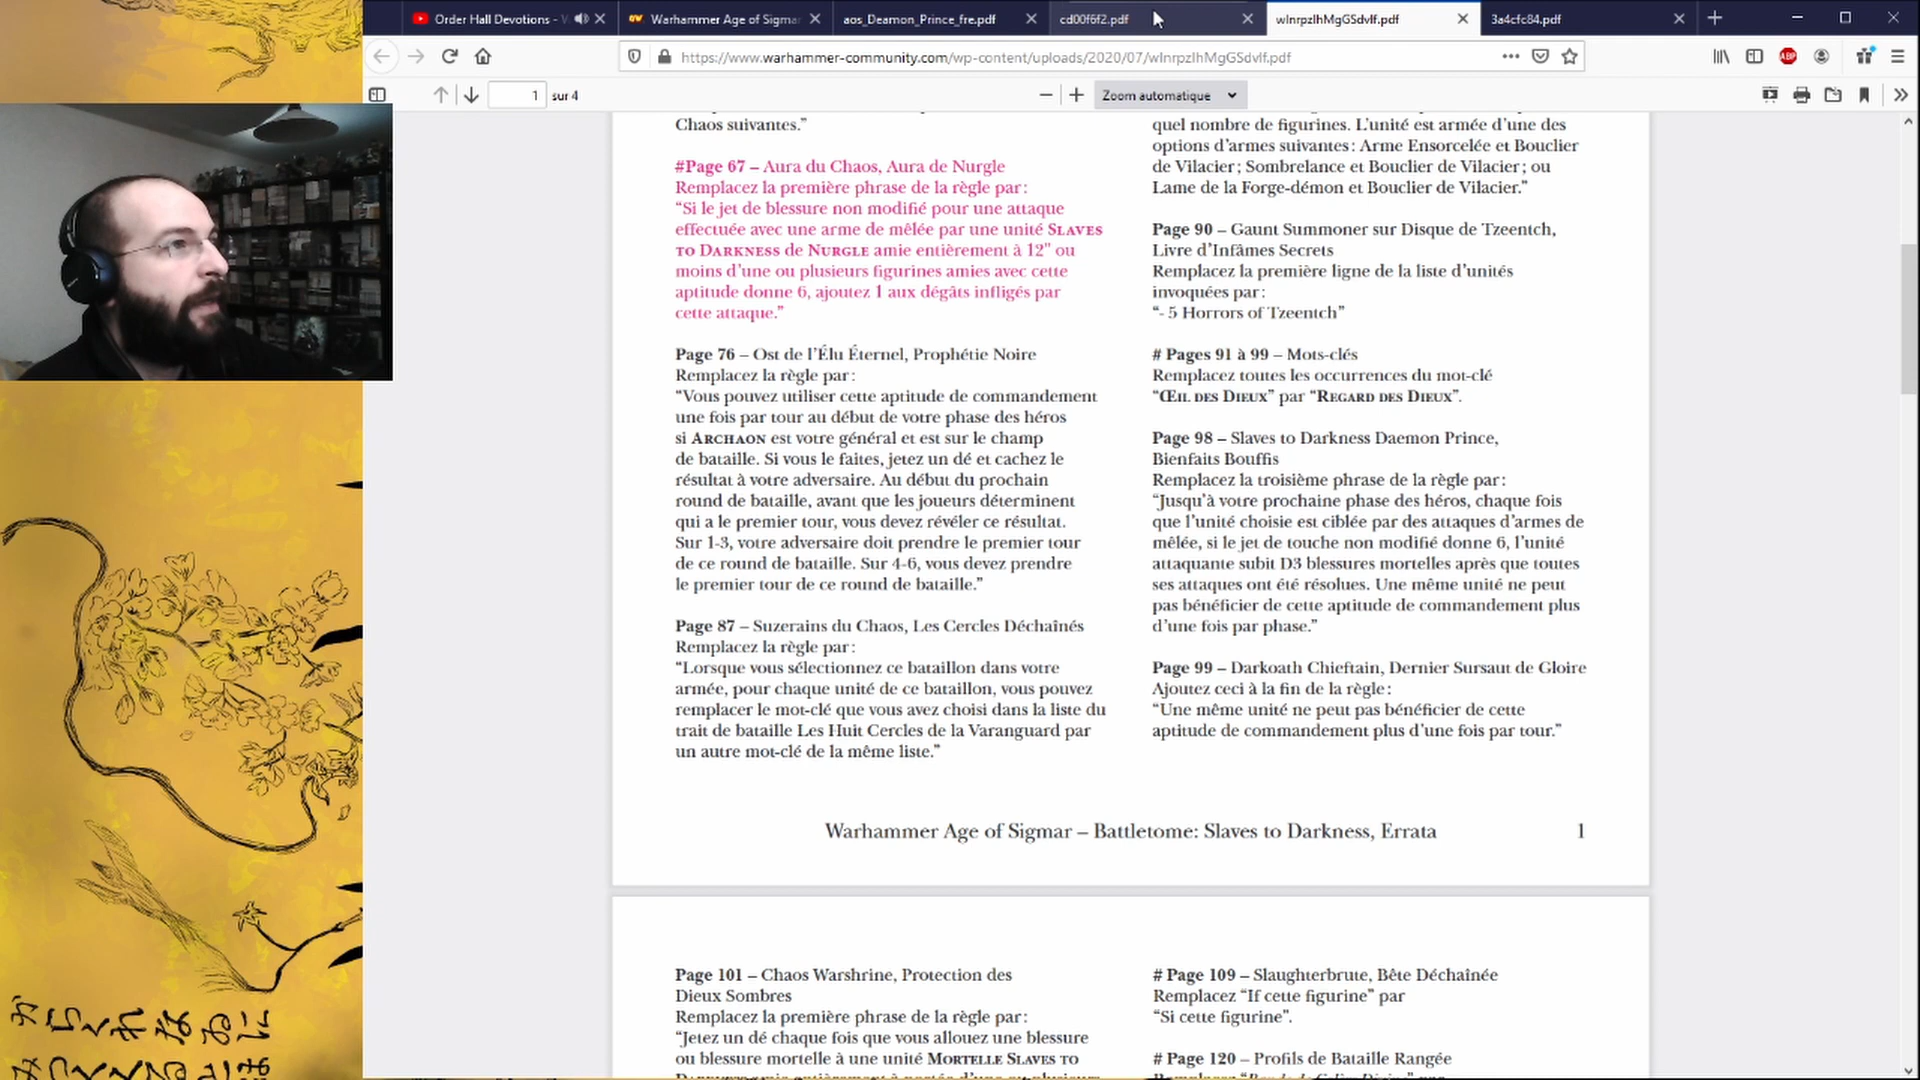 Order Hall Devotions - W
Warhammer Age of Sigmar
aos_Deamon_Prince_fre.pdf
cd00f6f2.pdf
wInrpzIhMgGSdvIf.pdf
3a4cfc84.pdf
https://www.warhammer-community.com/wp-content/uploads/2020/07/wInrpzIhMgGSdvIf.pdf
ABP
1 sur 4
Zoom automatique
Chaos suivantes.”
#Page 67 – Aura du Chaos, Aura de Nurgle
Remplacez la première phrase de la règle par :
“Si le jet de blessure non modifié pour une attaque
effectuée avec une arme de mêlée par une unité SLAVES
TO DARKNESS de NURGLE amie entièrement à 12" ou
moins d’une ou plusieurs figurines amies avec cette
aptitude donne 6, ajoutez 1 aux dégâts infligés par
cette attaque.”
Page 76 – Ost de l’Élu Éternel, Prophétie Noire
Remplacez la règle par :
“Vous pouvez utiliser cette aptitude de commandement
une fois par tour au début de votre phase des héros
si ARCHAON est votre général et est sur le champ
de bataille. Si vous le faites, jetez un dé et cachez le
résultat à votre adversaire. Au début du prochain
round de bataille, avant que les joueurs déterminent
qui a le premier tour, vous devez révéler ce résultat.
Sur 1-3, votre adversaire doit prendre le premier tour
de ce round de bataille. Sur 4-6, vous devez prendre
le premier tour de ce round de bataille.”
Page 87 – Suzerains du Chaos, Les Cercles Déchaînés
Remplacez la règle par :
“Lorsque vous sélectionnez ce bataillon dans votre
armée, pour chaque unité de ce bataillon, vous pouvez
remplacer le mot-clé que vous avez choisi dans la liste du
trait de bataille Les Huit Cercles de la Varanguard par
un autre mot-clé de la même liste.”
quel nombre de figurines. L’unité est armée d’une des
options d’armes suivantes : Arme Ensorcelée et Bouclier
de Vilacier ; Sombrelance et Bouclier de Vilacier ; ou
Lame de la Forge-démon et Bouclier de Vilacier.”
Page 90 – Gaunt Summoner sur Disque de Tzeentch,
Livre d’Infâmes Secrets
Remplacez la première ligne de la liste d’unités
invoquées par :
“- 5 Horrors of Tzeentch”
# Pages 91 à 99 – Mots-clés
Remplacez toutes les occurrences du mot-clé
“ŒIL DES DIEUX” par “REGARD DES DIEUX”.
Page 98 – Slaves to Darkness Daemon Prince,
Bienfaits Bouffis
Remplacez la troisième phrase de la règle par :
“Jusqu’à votre prochaine phase des héros, chaque fois
que l’unité choisie est ciblée par des attaques d’armes de
mêlée, si le jet de touche non modifié donne 6, l’unité
attaquante subit D3 blessures mortelles après que toutes
ses attaques ont été résolues. Une même unité ne peut
pas bénéficier de cette aptitude de commandement plus
d’une fois par phase.”
Page 99 – Darkoath Chieftain, Dernier Sursaut de Gloire
Ajoutez ceci à la fin de la règle :
“Une même unité ne peut pas bénéficier de cette
aptitude de commandement plus d’une fois par tour.”
Warhammer Age of Sigmar – Battletome: Slaves to Darkness, Errata 1
Page 101 – Chaos Warshrine, Protection des
Dieux Sombres
Remplacez la première phrase de la règle par :
“Jetez un dé chaque fois que vous allouez une blessure
ou blessure mortelle à une unité MORTELLE SLAVES TO
# Page 109 – Slaughterbrute, Bête Déchaînée
Remplacez “If cette figurine” par
“Si cette figurine”.
# Page 120 – Profils de Bataille Rangée